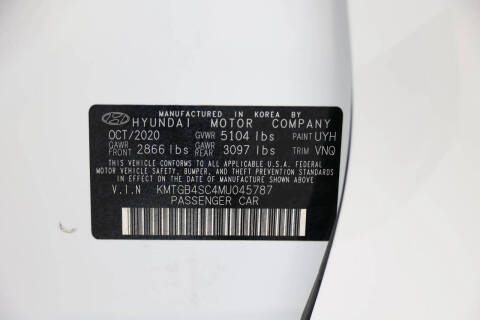 MANUFACTURED IN KOREA BY
HYUNDAI MOTOR COMPANY
OCT/2020 GVWR 5104 lbs PAINT UYH
GAWR FRONT 2866 lbs GAWR REAR 3097 lbs TRIM VNQ
THIS VEHICLE CONFORMS TO ALL APPLICABLE U.S.A. FEDERAL
MOTOR VEHICLE SAFETY, BUMPER, AND THEFT PREVENTION
STANDARDS IN EFFECT ON THE DATE OF MANUFACTURE SHOWN ABOVE.
V.I.N KMTGB4SC4MU045787
PASSENGER CAR